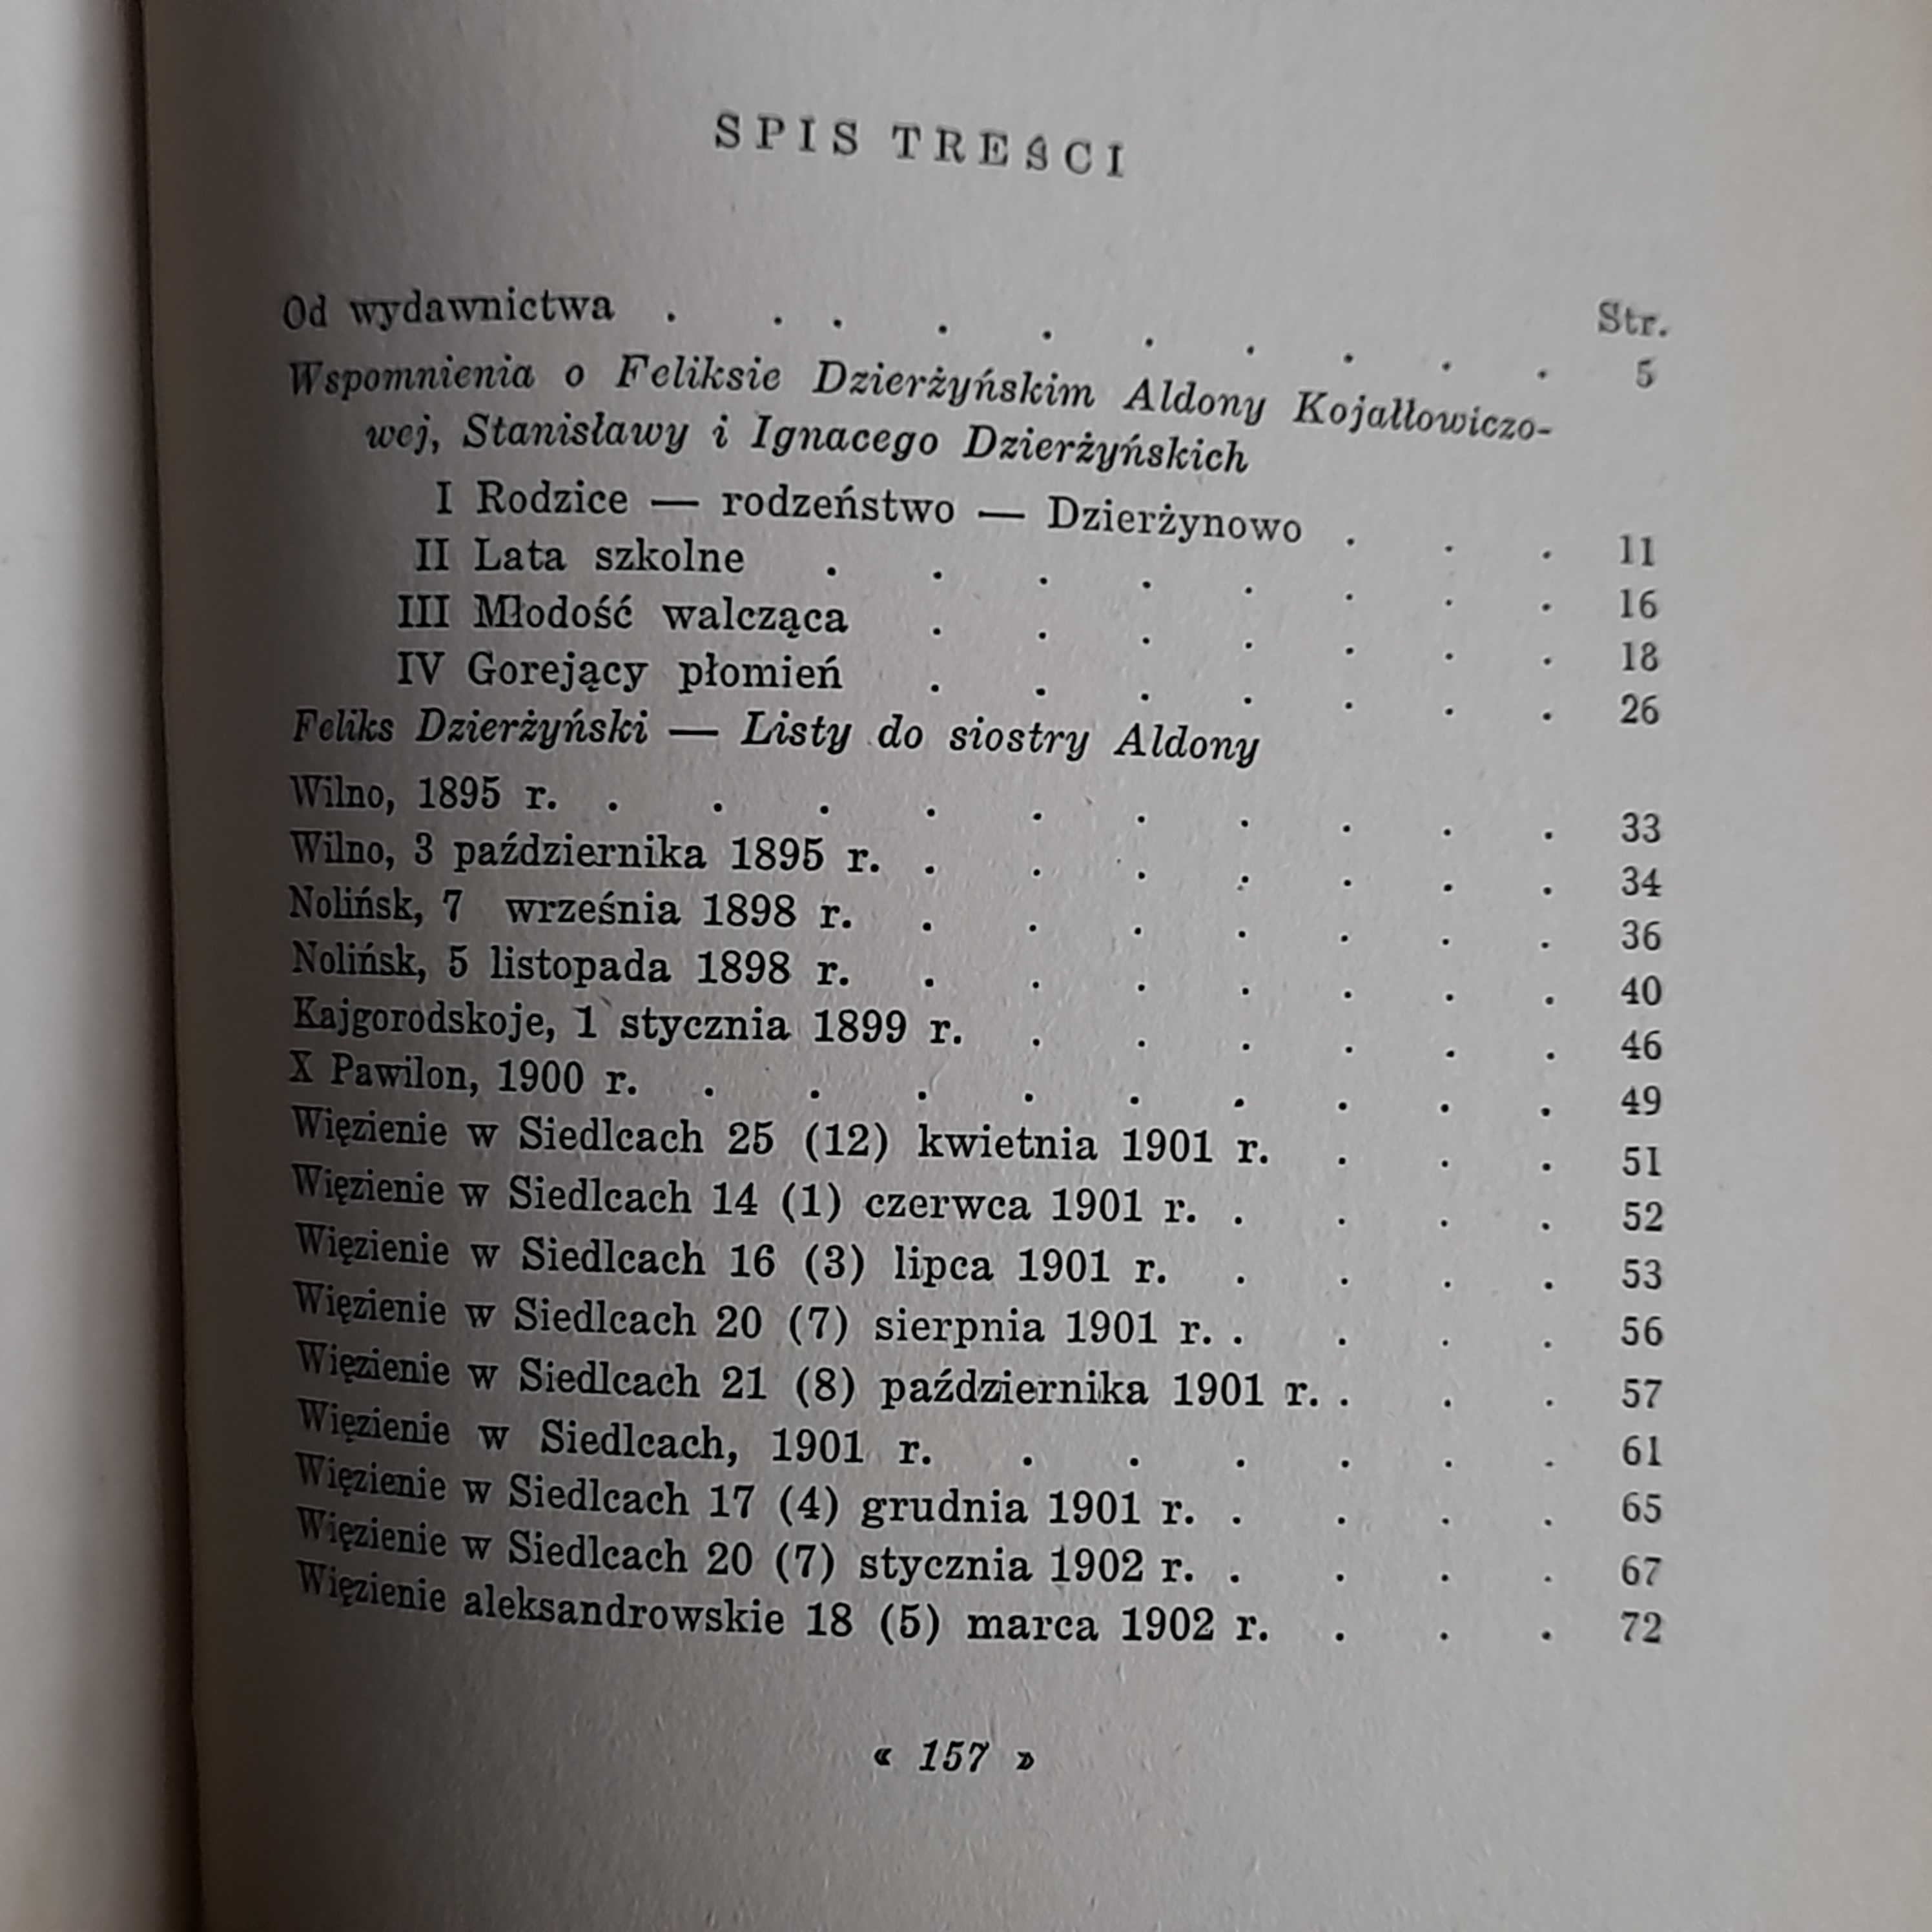 SPIS TREŚCI
Str.
Od wydawnictwa . . . . . . . . . . 5
Wspomnienia o Feliksie Dzierżyńskim Aldony Kojałłowiczo-
wej, Stanisławy i Ignacego Dzierżyńskich
I Rodzice — rodzeństwo — Dzierżynowo . . . 11
II Lata szkolne . . . . . . . . 16
III Młodość walcząca . . . . . . . 18
IV Gorejący płomień . . . . . . . 26
Feliks Dzierżyński — Listy do siostry Aldony
Wilno, 1895 r. . . . . . . . . . . 33
Wilno, 3 października 1895 r. . . . . . . . 34
Nolińsk, 7 września 1898 r. . . . . . . . 36
Nolińsk, 5 listopada 1898 r. . . . . . . . 40
Kajgorodskoje, 1 stycznia 1899 r. . . . . . . 46
X Pawilon, 1900 r. . . . . . . . . . 49
Więzienie w Siedlcach 25 (12) kwietnia 1901 r. . . . 51
Więzienie w Siedlcach 14 (1) czerwca 1901 r. . . . . 52
Więzienie w Siedlcach 16 (3) lipca 1901 r. . . . . 53
Więzienie w Siedlcach 20 (7) sierpnia 1901 r. . . . . 56
Więzienie w Siedlcach 21 (8) października 1901 r. . . . 57
Więzienie w Siedlcach, 1901 r. . . . . . . 61
Więzienie w Siedlcach 17 (4) grudnia 1901 r. . . . . 65
Więzienie w Siedlcach 20 (7) stycznia 1902 r. . . . . 67
Więzienie aleksandrowskie 18 (5) marca 1902 r. . . . 72
« 157 »